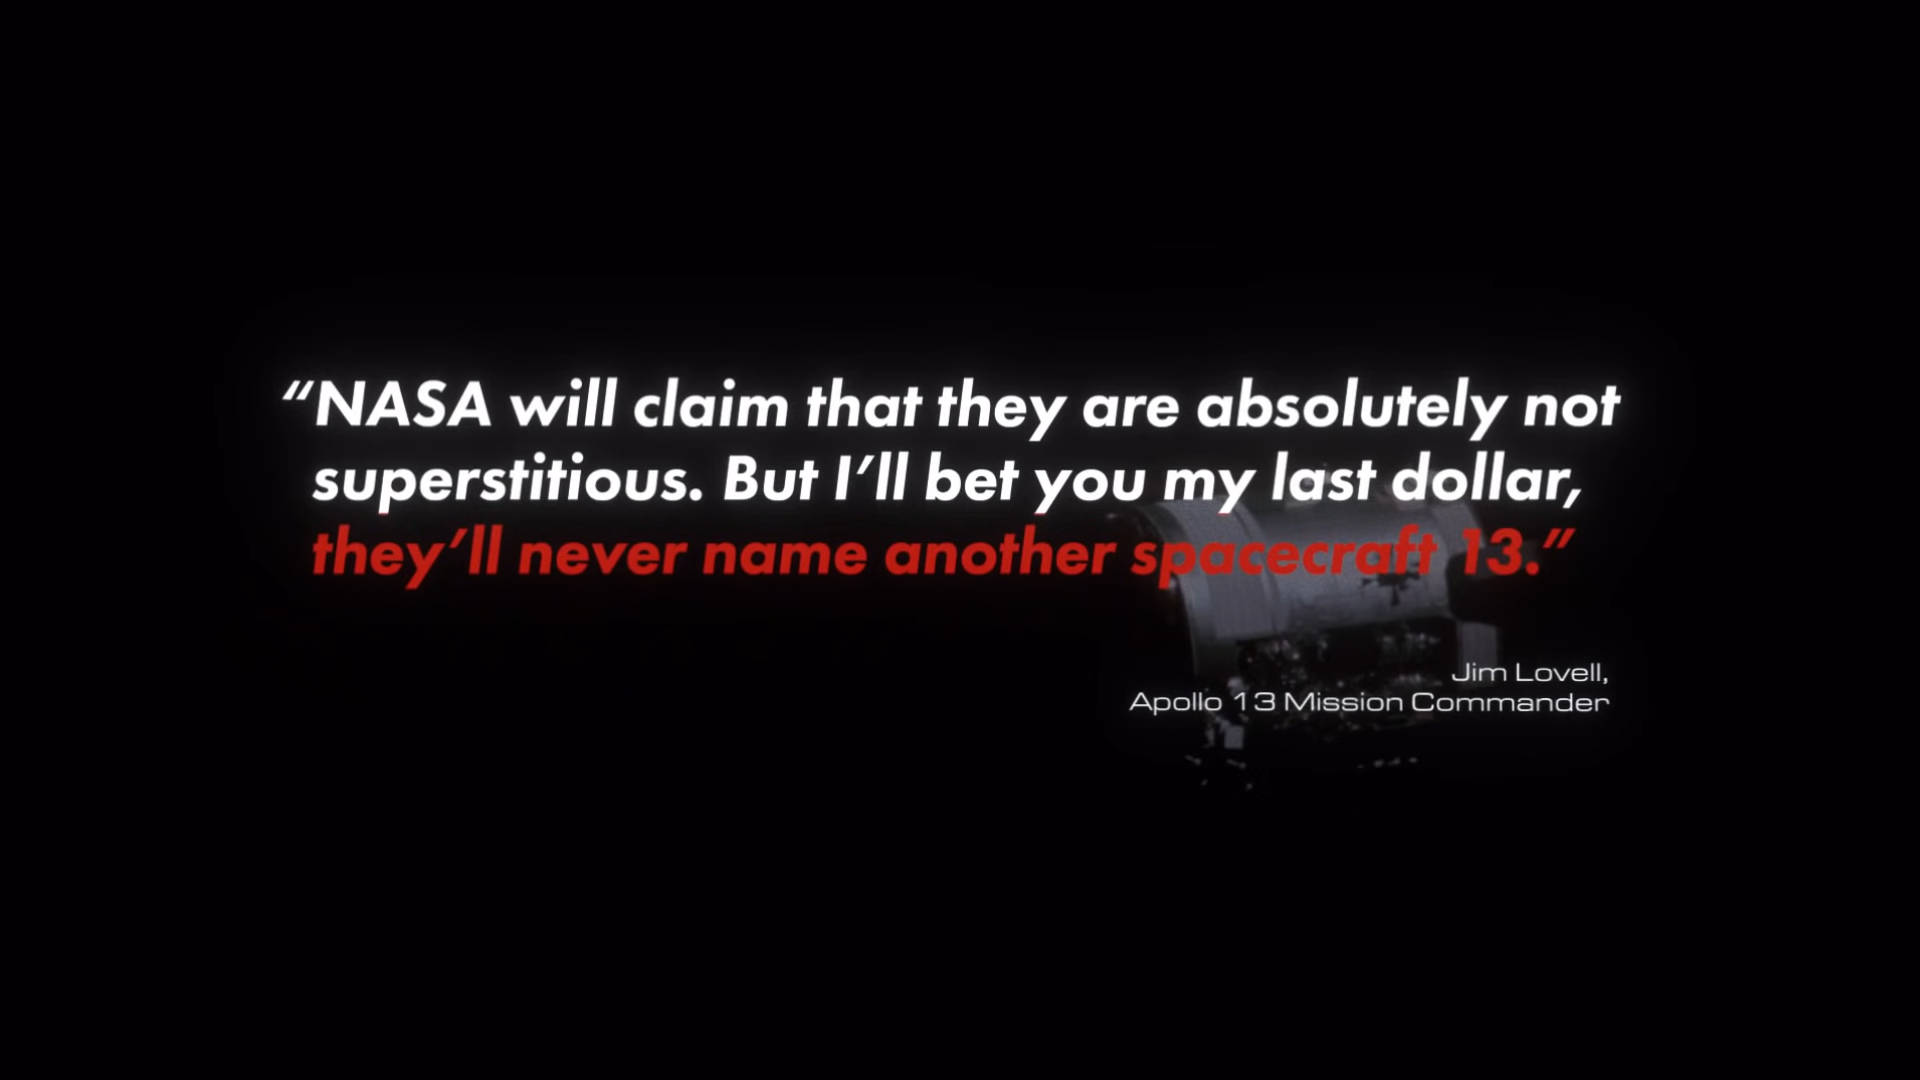 “NASA will claim that they are absolutely not
superstitious. But I’ll bet you my last dollar,
they’ll never name another spacecraft 13.”
Jim Lovell,
Apollo 13 Mission Commander